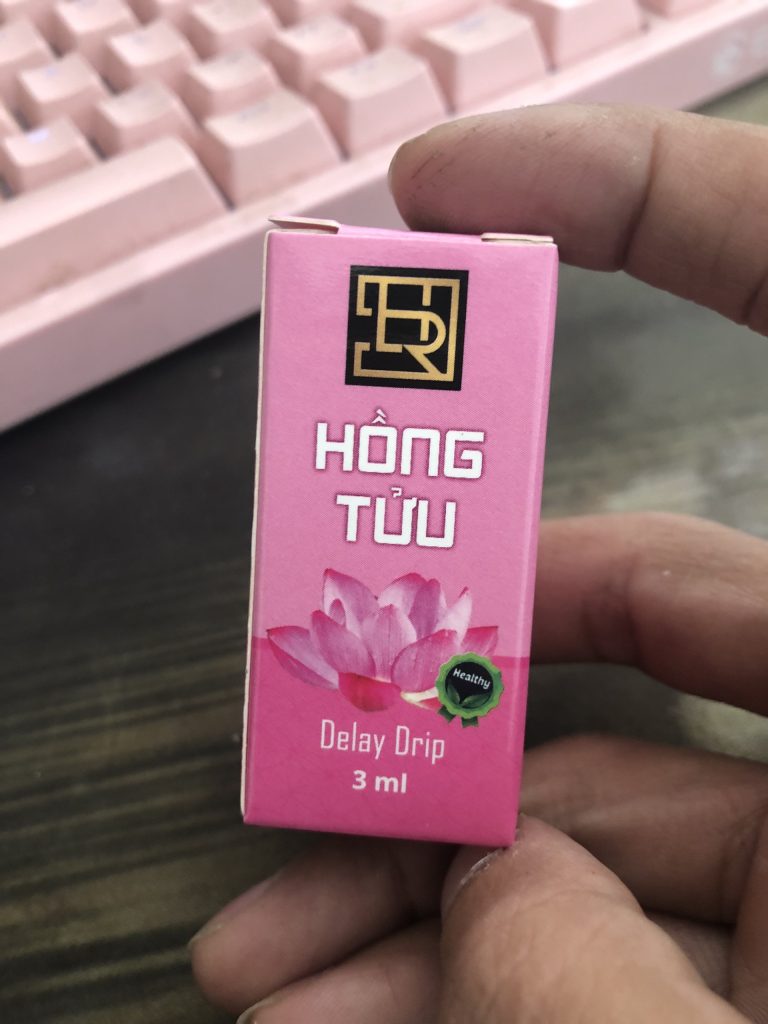 HỒNG
TỬU
Healthy
Delay Drip
3 ml